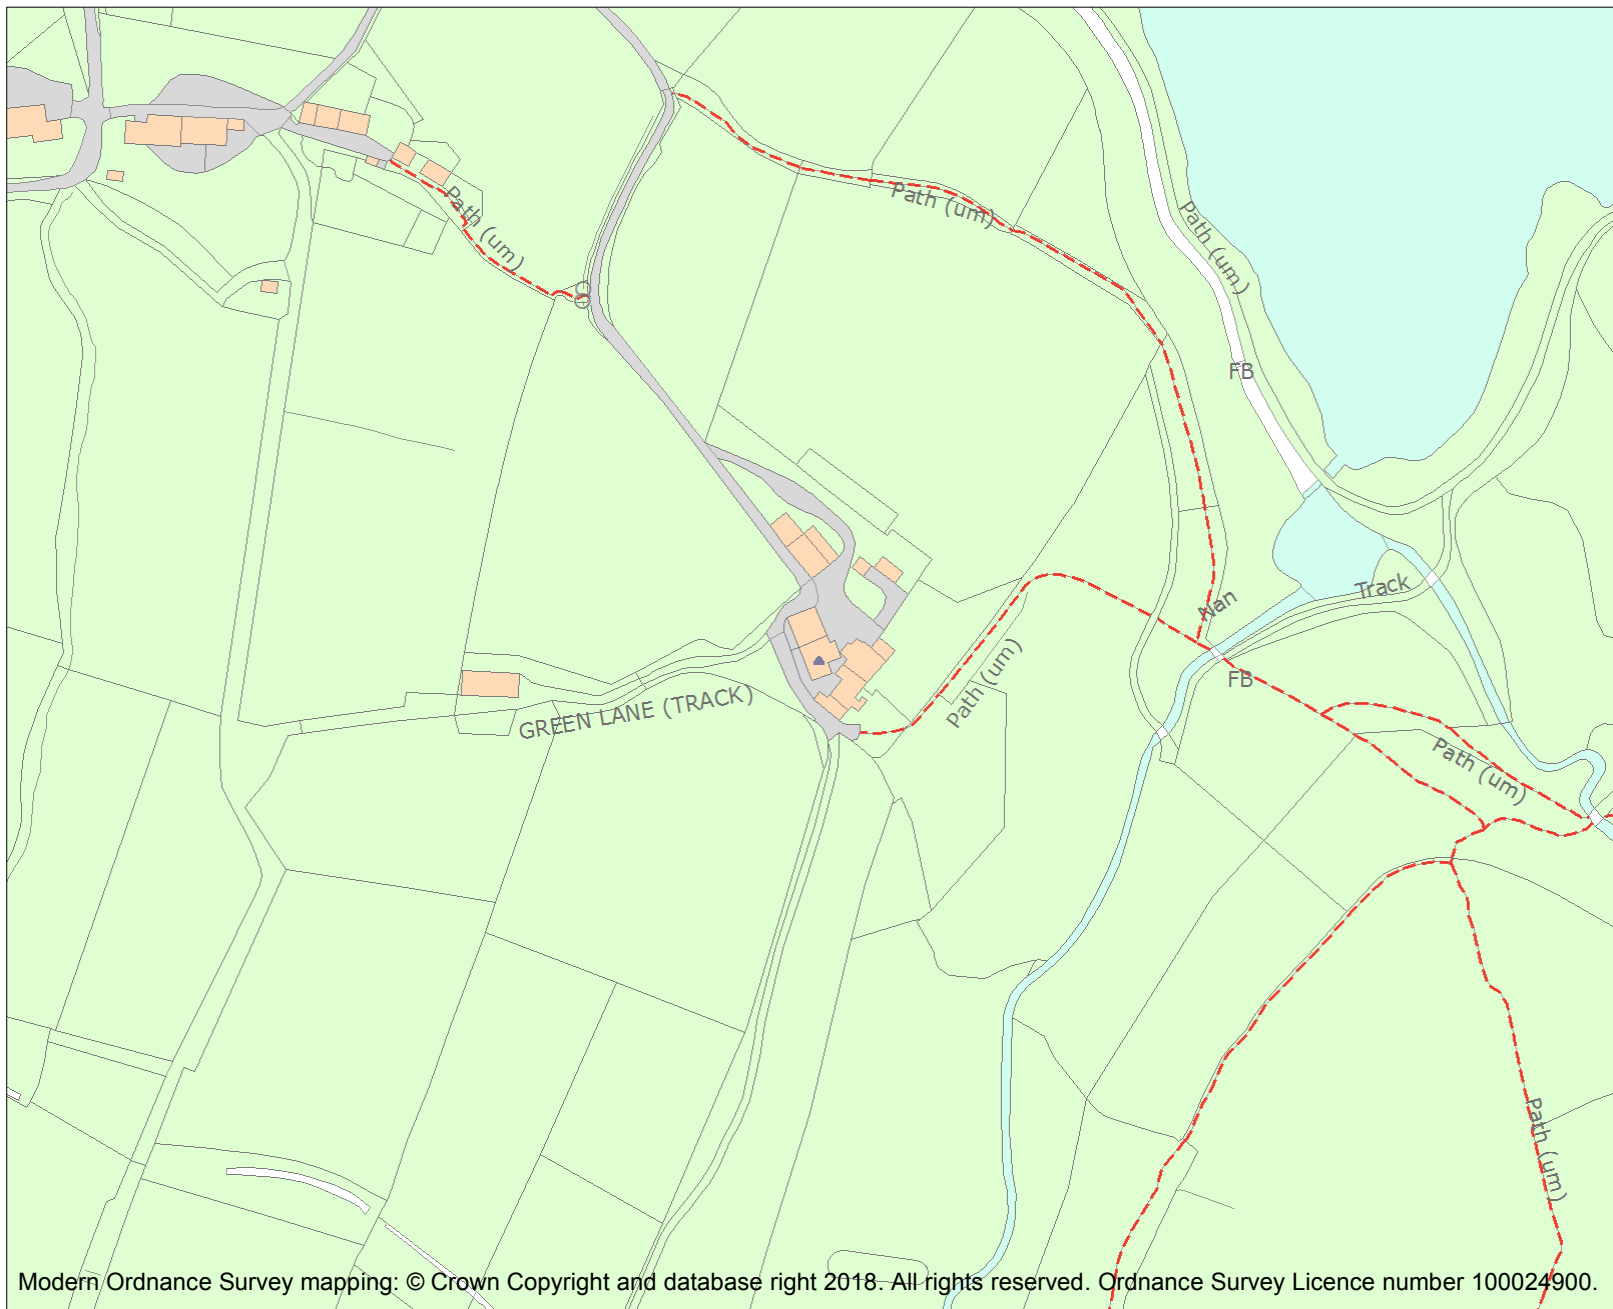 Path (um)
Path (um)
Path (um)
FB
Track
Nan
Path (um)
FB
GREEN LANE (TRACK)
Path (um)
Path (um)
Modern Ordnance Survey mapping: © Crown Copyright and database right 2018. All rights reserved. Ordnance Survey Licence number 100024900.